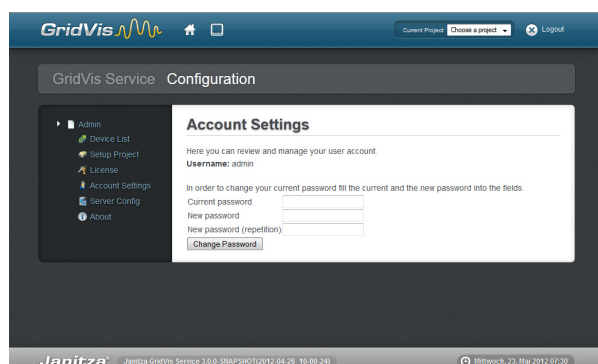 GridVis
Current Project: Choose a project
Logout
GridVis Service Configuration
Admin
Device List
Setup Project
License
Account Settings
Server Config
About
Account Settings
Here you can review and manage your user account.
Username: admin
In order to change your current password fill the current and the new password into the fields.
Current password
New password
New password (repetition)
Change Password
Janitza®
Janitza-GridVis Service 3.0.0-SNAPSHOT(2012-04-26_10-00-24)
Mittwoch, 23. Mai 2012 07:30